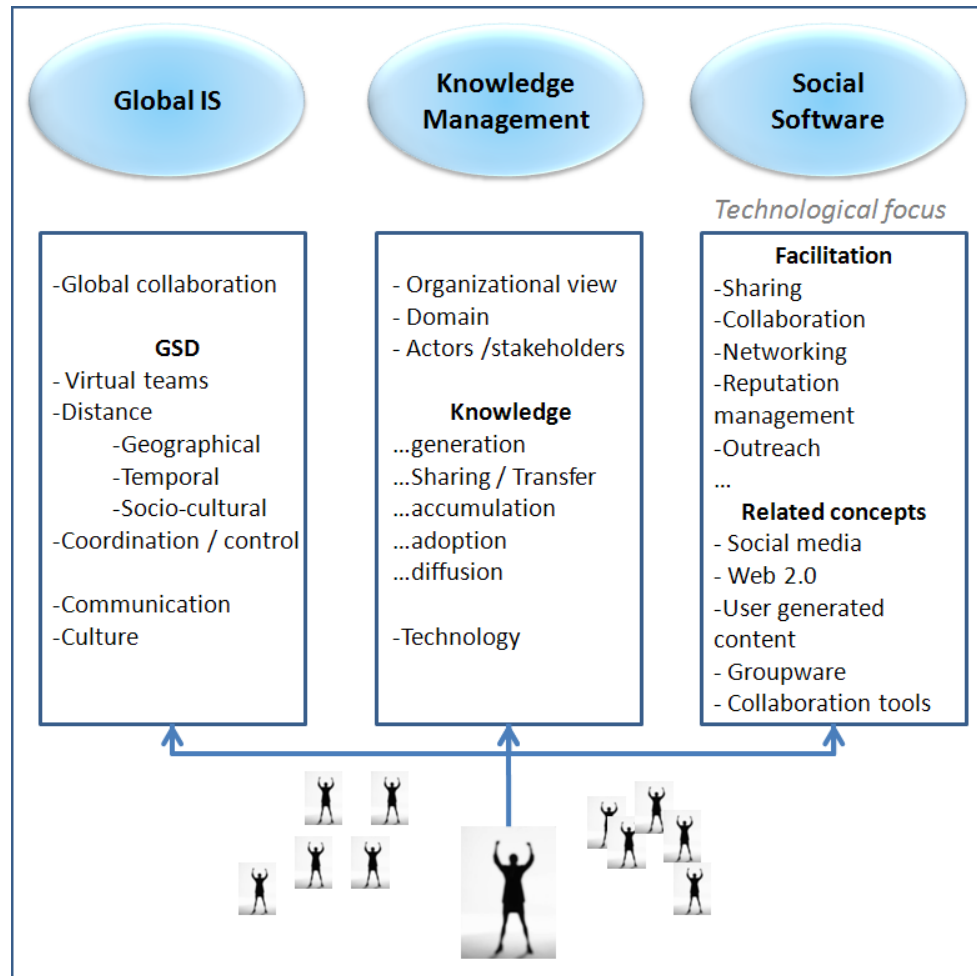 Global IS
Knowledge
Management
Social
Software
Technological focus
-Global collaboration
GSD
- Virtual teams
-Distance
-Geographical
-Temporal
-Socio-cultural
-Coordination / control
-Communication
-Culture
- Organizational view
- Domain
- Actors /stakeholders
Knowledge
...generation
...Sharing / Transfer
...accumulation
...adoption
...diffusion
-Technology
Facilitation
-Sharing
-Collaboration
-Networking
-Reputation
management
-Outreach
...
Related concepts
- Social media
- Web 2.0
-User generated
content
- Groupware
- Collaboration tools